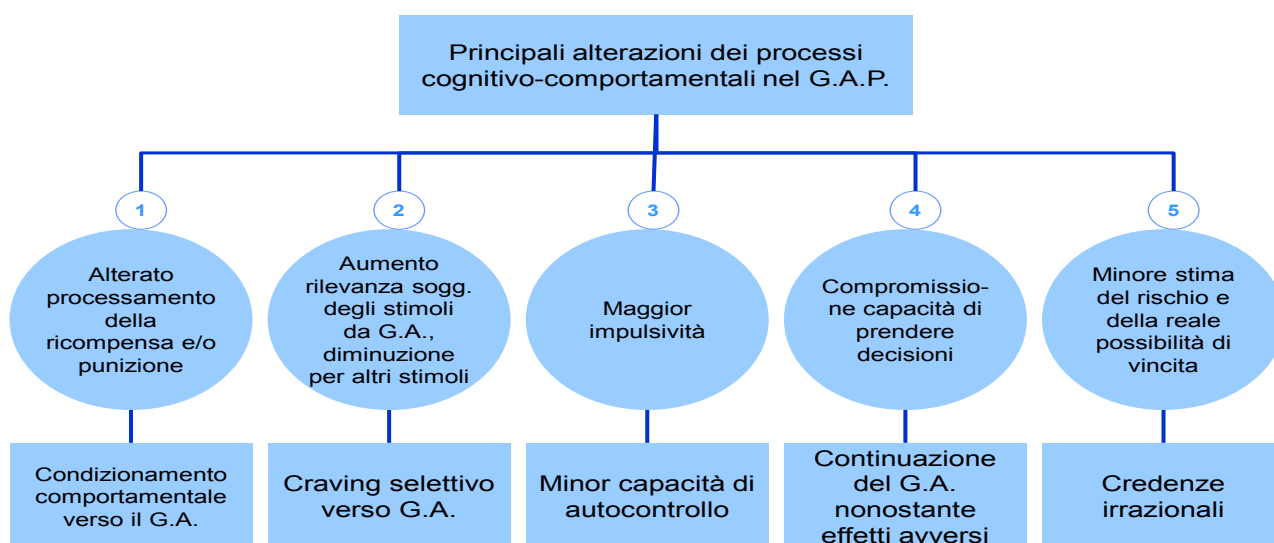 Principali alterazioni dei processi
cognitivo-comportamentali nel G.A.P.
1
Alterato
processamento
della
ricompensa e/o
punizione
Condizionamento
comportamentale
verso il G.A.
2
Aumento
rilevanza sogg.
degli stimoli
da G.A.,
diminuzione
per altri stimoli
Craving selettivo
verso G.A.
3
Maggior
impulsività
Minor capacità di
autocontrollo
4
Compromissio-
ne capacità di
prendere
decisioni
Continuazione
del G.A.
nonostante
effetti avversi
5
Minore stima
del rischio e
della reale
possibilità di
vincita
Credenze
irrazionali